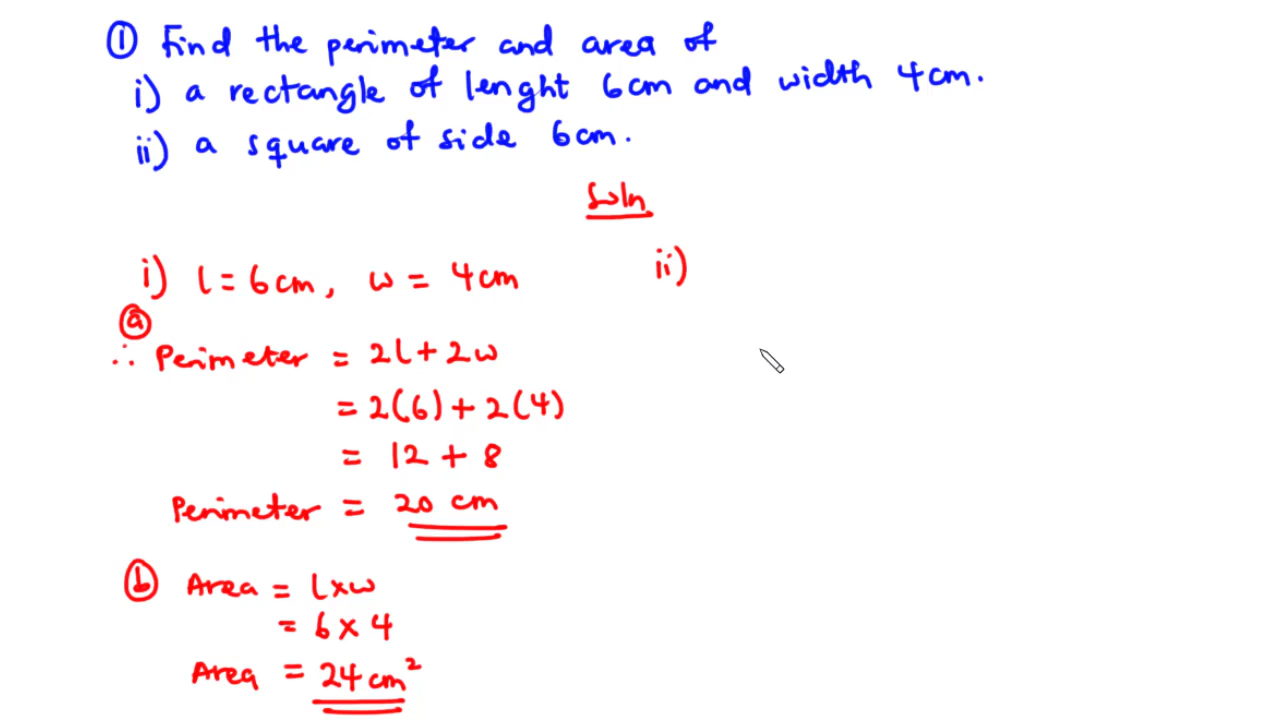 ① Find the perimeter and area of
i) a rectangle of lenght 6cm and width 4cm.
ii) a square of side 6cm.
Soln
i) l = 6cm, w = 4cm
ii)
ⓐ
∴ Perimeter = 2l + 2w
= 2(6) + 2(4)
= 12 + 8
Perimeter = 20 cm
ⓑ Area = l×w
= 6 × 4
Area = 24cm²